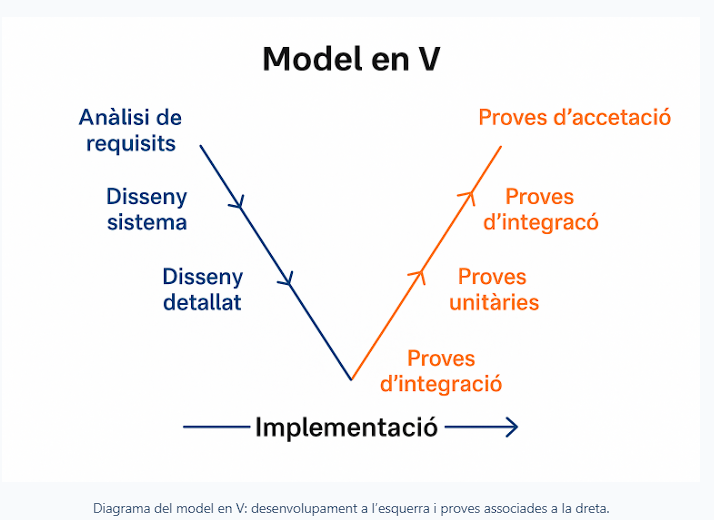 Model en V
Anàlisi de
requisits
Disseny
sistema
Disseny
detallat
Proves d'accetació
Proves
d'integracó
Proves
unitàries
Proves
d'integració
Implementació
Diagrama del model en V: desenvolupament a l'esquerra i proves associades a la dreta.